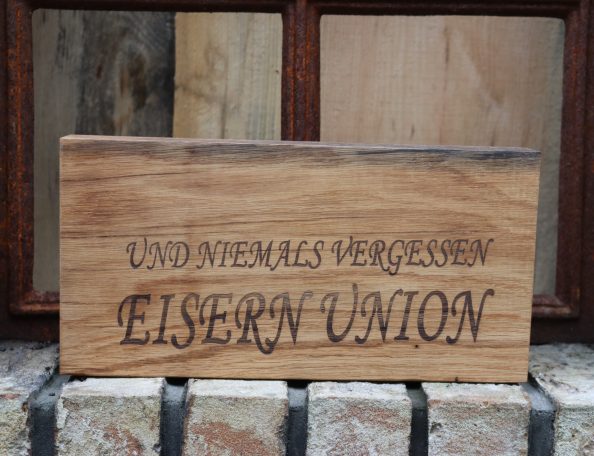 UND NIEMALS VERGESSEN
EISERN UNION